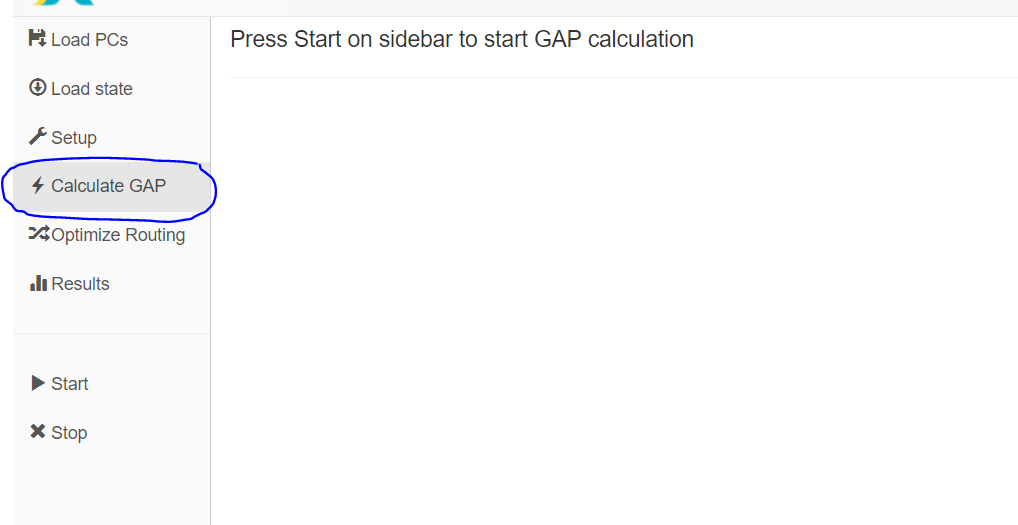 Load PCs
Load state
Setup
Calculate GAP
Optimize Routing
Results
Start
Stop
Press Start on sidebar to start GAP calculation